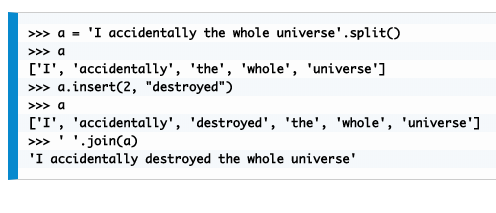 >>> a = 'I accidentally the whole universe'.split()
>>> a
['I', 'accidentally', 'the', 'whole', 'universe']
>>> a.insert(2, "destroyed")
>>> a
['I', 'accidentally', 'destroyed', 'the', 'whole', 'universe']
>>> ' '.join(a)
'I accidentally destroyed the whole universe'